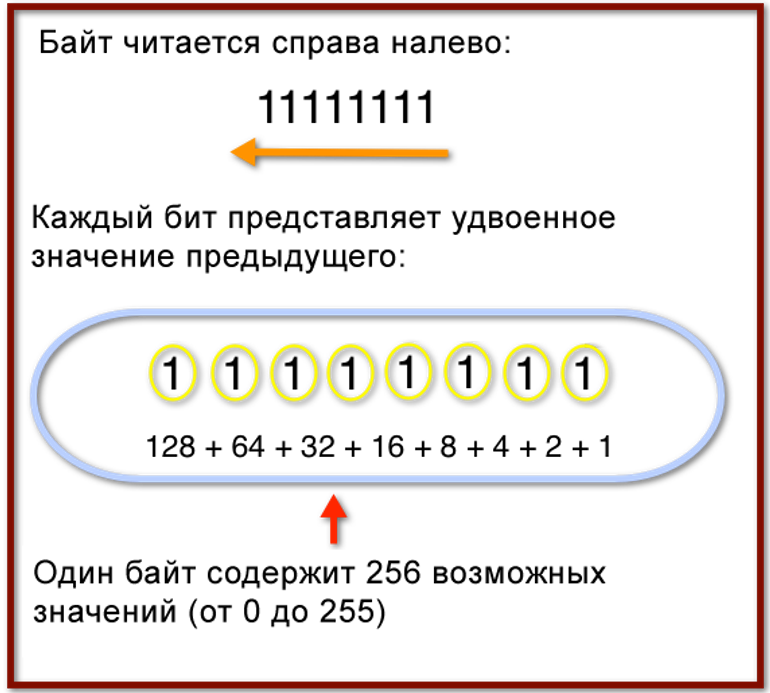 Байт читается справа налево:
11111111
Каждый бит представляет удвоенное
значение предыдущего:
1 1 1 1 1 1 1 1
128 + 64 + 32 + 16 + 8 + 4 + 2 + 1
Один байт содержит 256 возможных
значений (от 0 до 255)